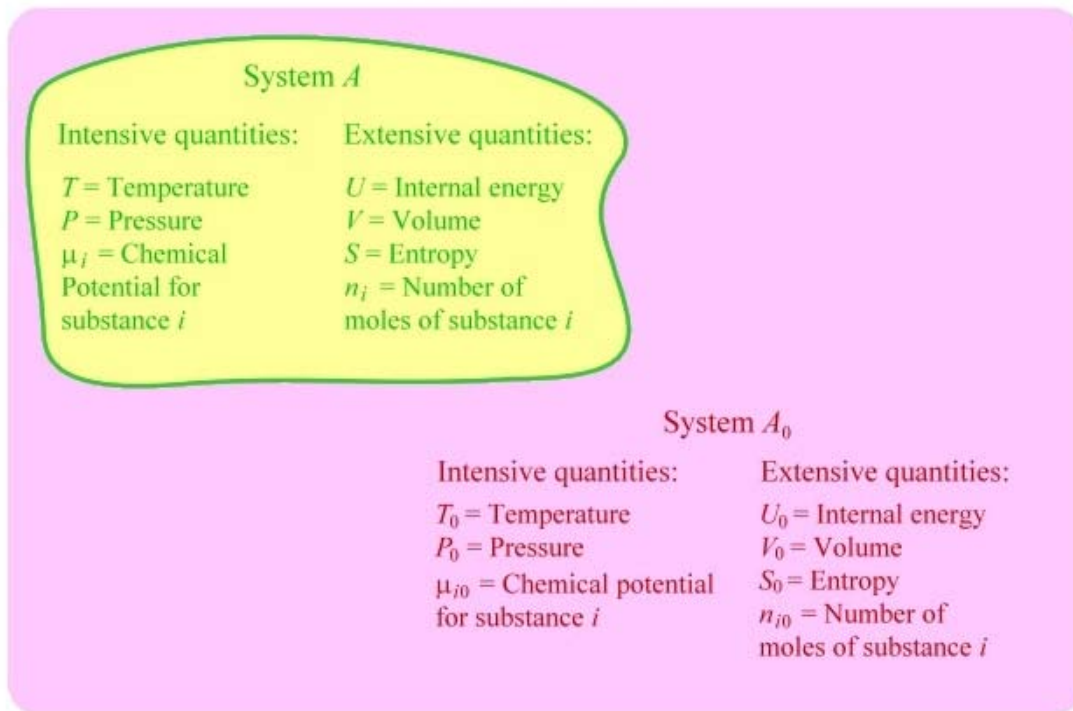 System A
Intensive quantities:
T = Temperature
P = Pressure
μi = Chemical
Potential for
substance i
Extensive quantities:
U = Internal energy
V = Volume
S = Entropy
ni = Number of
moles of substance i
System A0
Intensive quantities:
T0 = Temperature
P0 = Pressure
μi0 = Chemical potential
for substance i
Extensive quantities:
U0 = Internal energy
V0 = Volume
S0 = Entropy
ni0 = Number of
moles of substance i